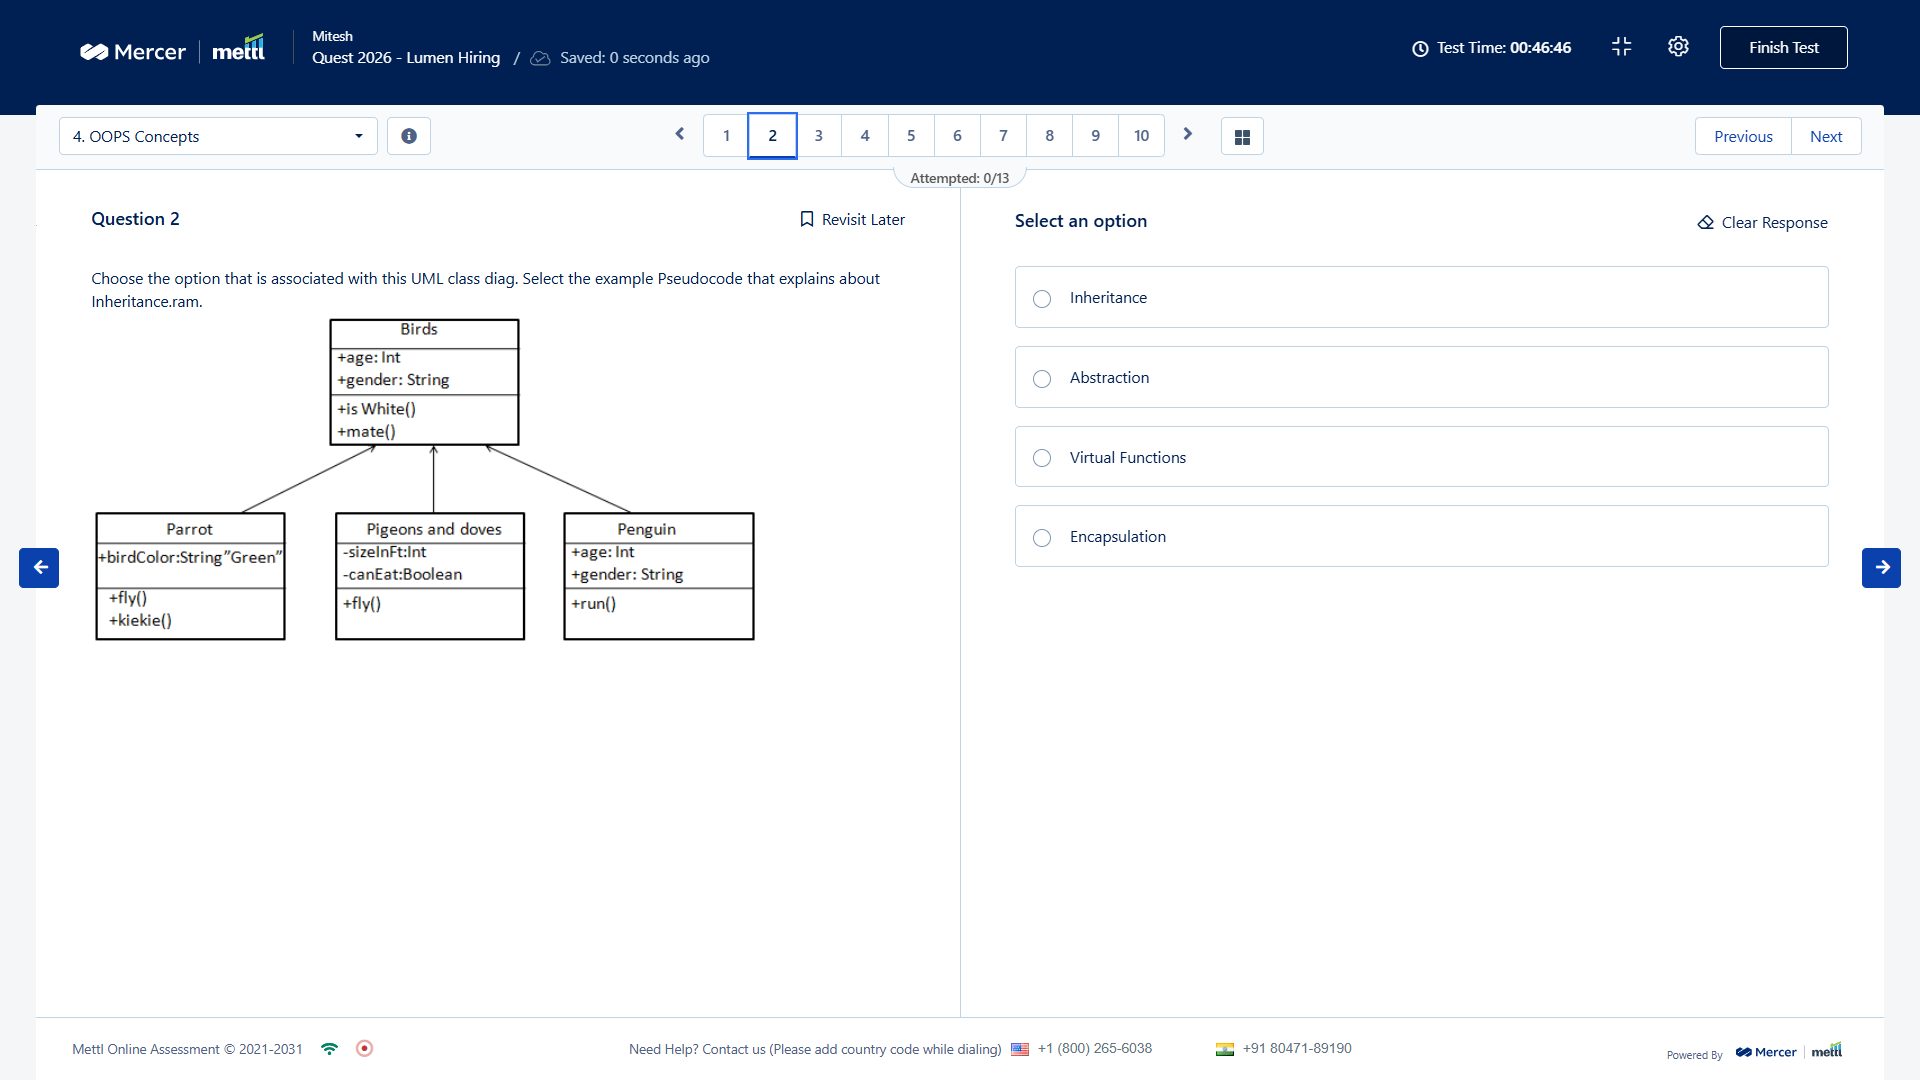 Mercer
mettl
Mitesh
Quest 2026 - Lumen Hiring / Saved: 0 seconds ago
Test Time: 00:46:46
Finish Test
4. OOPS Concepts
1 2 3 4 5 6 7 8 9 10
Previous
Next
Attempted: 0/13
Question 2
Revisit Later
Choose the option that is associated with this UML class diag. Select the example Pseudocode that explains about
Inheritance.ram.
Birds
+age: Int
+gender: String
+is White()
+mate()
Parrot
+birdColor:String"Green"
+fly()
+kiekie()
Pigeons and doves
-sizeInFt:Int
-canEat:Boolean
+fly()
Penguin
+age: Int
+gender: String
+run()
Select an option
Clear Response
Inheritance
Abstraction
Virtual Functions
Encapsulation
Mettl Online Assessment © 2021-2031
Need Help? Contact us (Please add country code while dialing) +1 (800) 265-6038
+91 80471-89190
Powered By Mercer mettl